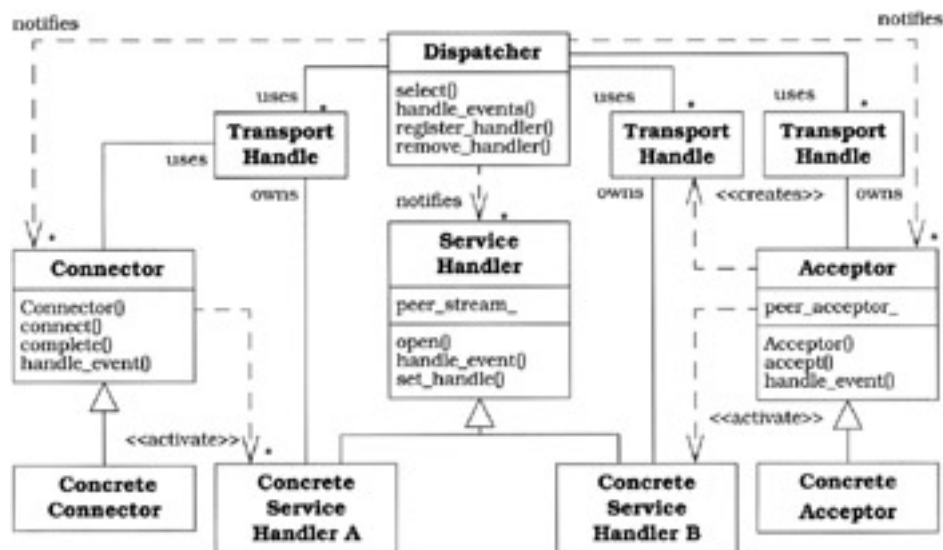 notifies
notifies
Dispatcher
select()
handle_events()
register_handler()
remove_handler()
uses
*
uses
*
uses
*
Transport
Handle
Transport
Handle
Transport
Handle
uses
owns
notifies
*
owns
<<creates>>
owns
*
*
Connector
Connector()
connect()
complete()
handle_event()
Service
Handler
peer_stream_
open()
handle_event()
set_handle()
Acceptor
peer_acceptor_
Acceptor()
accept()
handle_event()
<<activate>>
*
<<activate>>
Concrete
Connector
Concrete
Service
Handler A
Concrete
Service
Handler B
Concrete
Acceptor